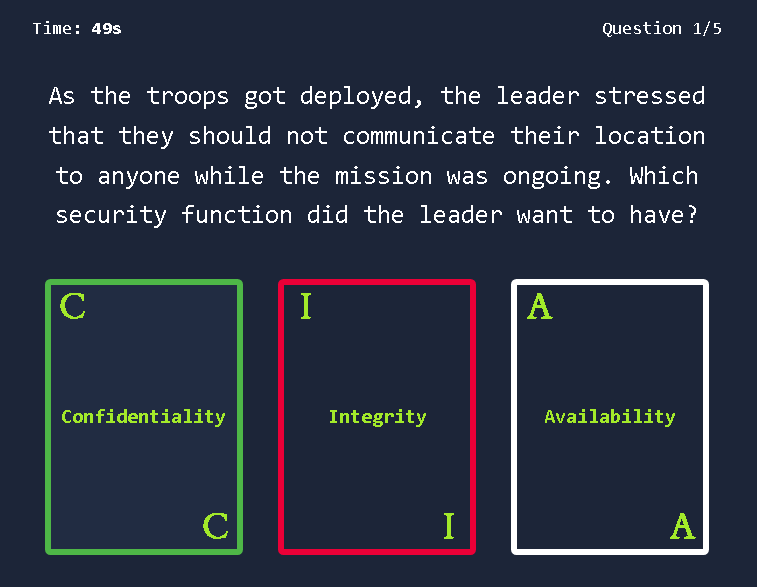 Time: 49s
Question 1/5
As the troops got deployed, the leader stressed
that they should not communicate their location
to anyone while the mission was ongoing. Which
security function did the leader want to have?
C
Confidentiality
C
I
Integrity
I
A
Availability
A